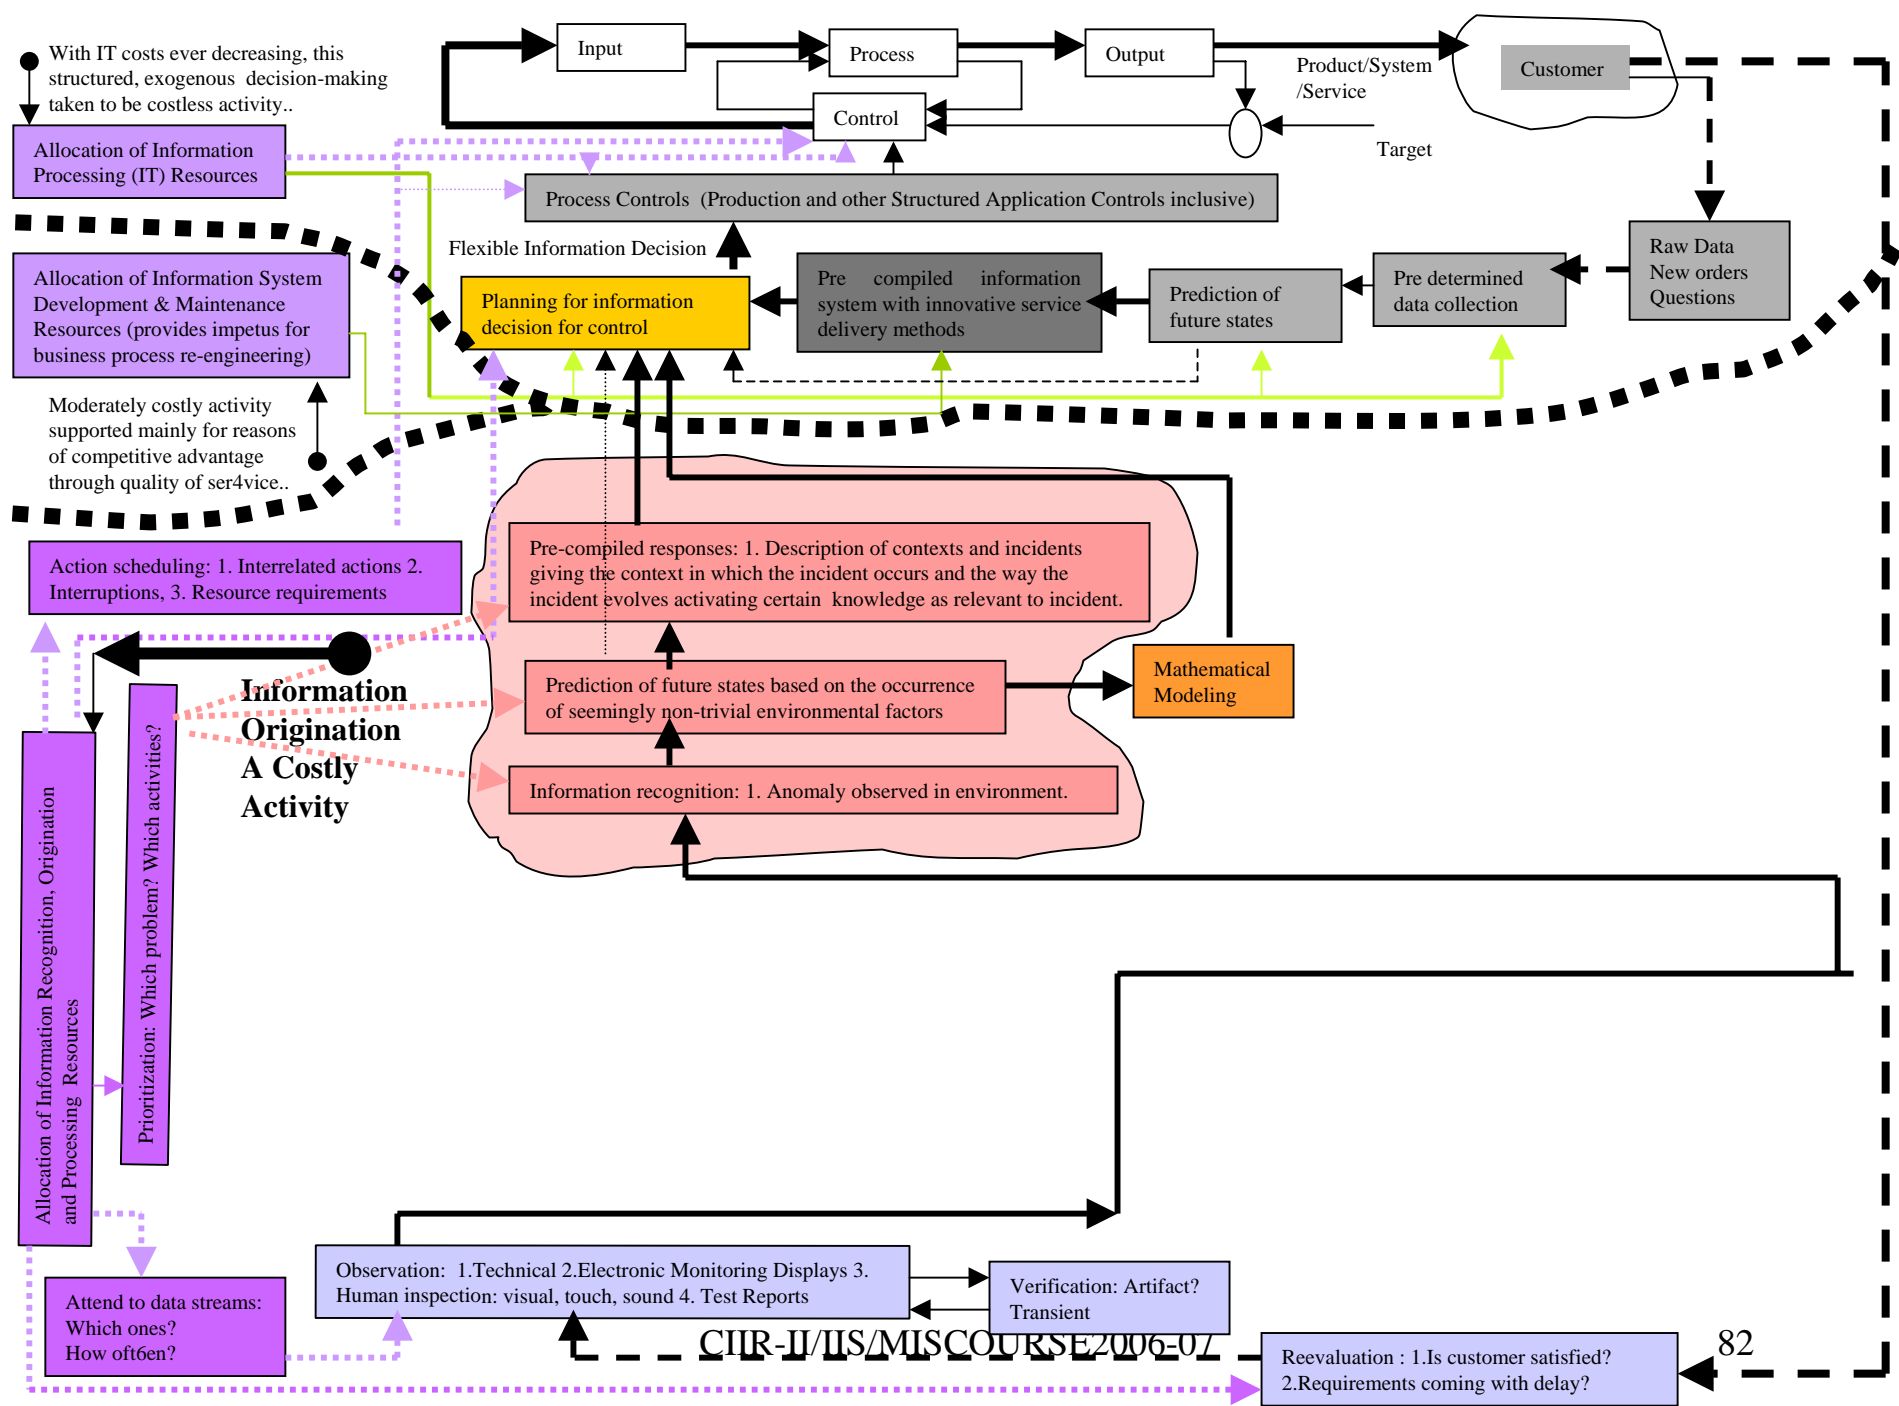 With IT costs ever decreasing, this
structured, exogenous decision-making
taken to be costless activity..
Input
Process
Output
Product/System
/Service
Customer
Control
Target
Allocation of Information
Processing (IT) Resources
Process Controls (Production and other Structured Application Controls inclusive)
Flexible Information Decision
Allocation of Information System
Development & Maintenance
Resources (provides impetus for
business process re-engineering)
Planning for information
decision for control
Pre compiled information
system with innovative service
delivery methods
Prediction of
future states
Pre determined
data collection
Raw Data
New orders
Questions
Moderately costly activity
supported mainly for reasons
of competitive advantage
through quality of ser4vice..
Action scheduling: 1. Interrelated actions 2.
Interruptions, 3. Resource requirements
Pre-compiled responses: 1. Description of contexts and incidents
giving the context in which the incident occurs and the way the
incident evolves activating certain knowledge as relevant to incident.
Information
Origination
A Costly
Activity
Prediction of future states based on the occurrence
of seemingly non-trivial environmental factors
Mathematical
Modeling
Information recognition: 1. Anomaly observed in environment.
Allocation of Information Recognition, Origination
and Processing Resources
Prioritization: Which problem? Which activities?
Attend to data streams:
Which ones?
How oft6en?
Observation: 1.Technical 2.Electronic Monitoring Displays 3.
Human inspection: visual, touch, sound 4. Test Reports
Verification: Artifact?
Transient
Reevaluation : 1.Is customer satisfied?
2.Requirements coming with delay?
CIIR-II/IIS/MISCOURSE2006-07
82